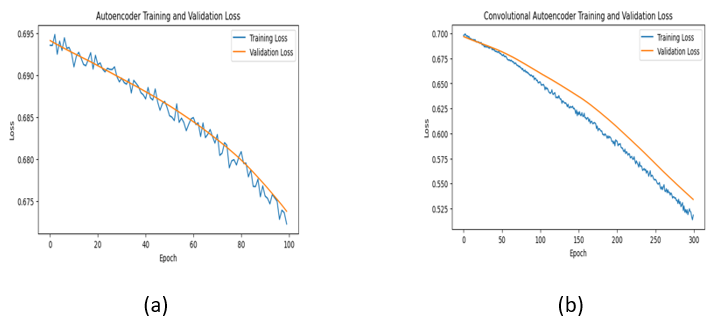 Autoencoder Training and Validation Loss
Training Loss
Validation Loss
0.695
0.690
0.685
0.680
0.675
Loss
0 20 40 60 80 100
Epoch
(a)
Convolutional Autoencoder Training and Validation Loss
Training Loss
Validation Loss
0.700
0.675
0.650
0.625
0.600
0.575
0.550
0.525
Loss
0 50 100 150 200 250 300
Epoch
(b)